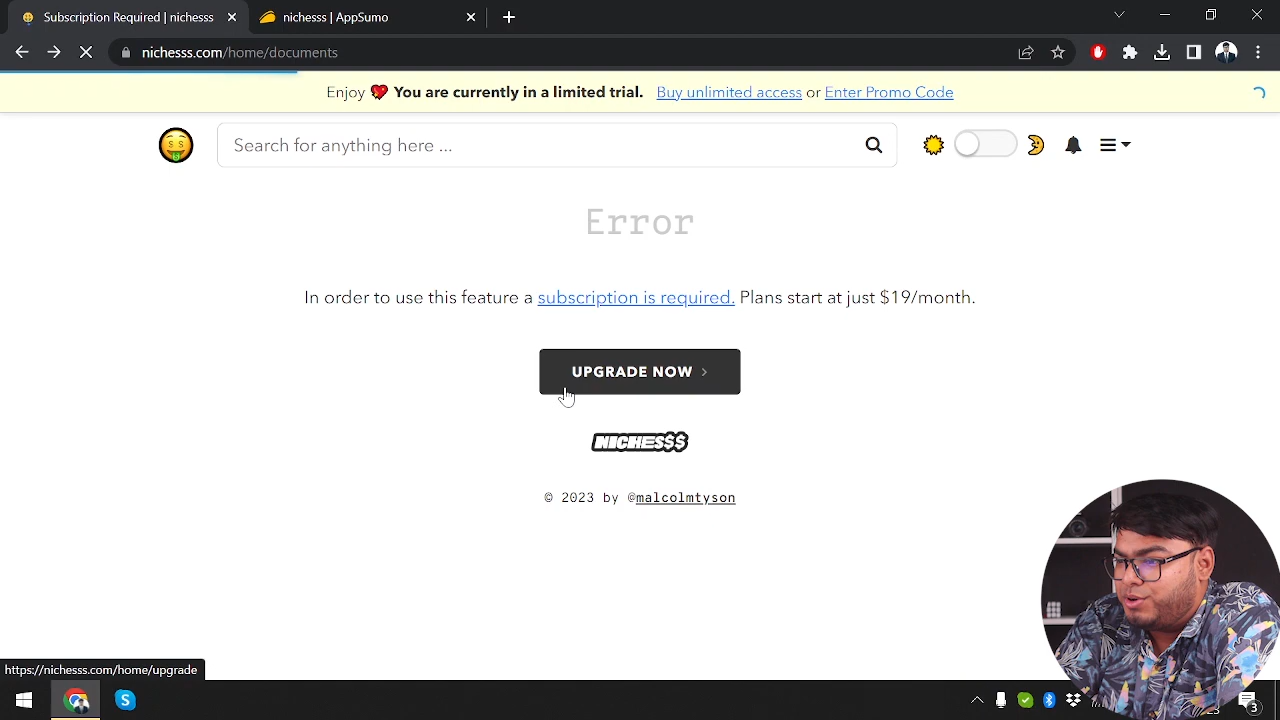 Subscription Required | nichesss
nichesss | AppSumo
nichesss.com/home/documents
Enjoy You are currently in a limited trial. Buy unlimited access or Enter Promo Code
Search for anything here ...
Error
In order to use this feature a subscription is required. Plans start at just $19/month.
UPGRADE NOW
NICHES$$
© 2023 by @malcolmtyson
https://nichesss.com/home/upgrade